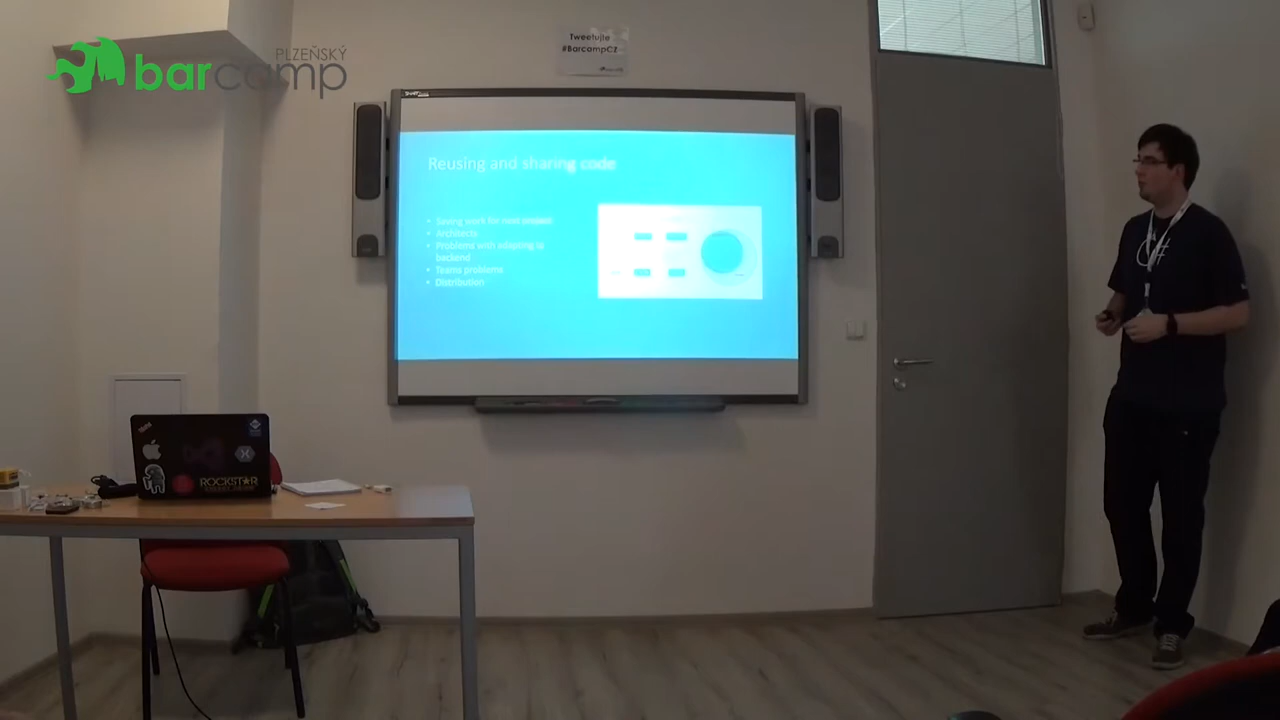 PLZEŇSKÝ
barcamp
Tweetujte
#BarcampCZ
Reusing and sharing code
• Saving work for next project
• Architects
• Problems with adapting to
backend
• Teams problems
• Distribution
C#
ROCKSTAR